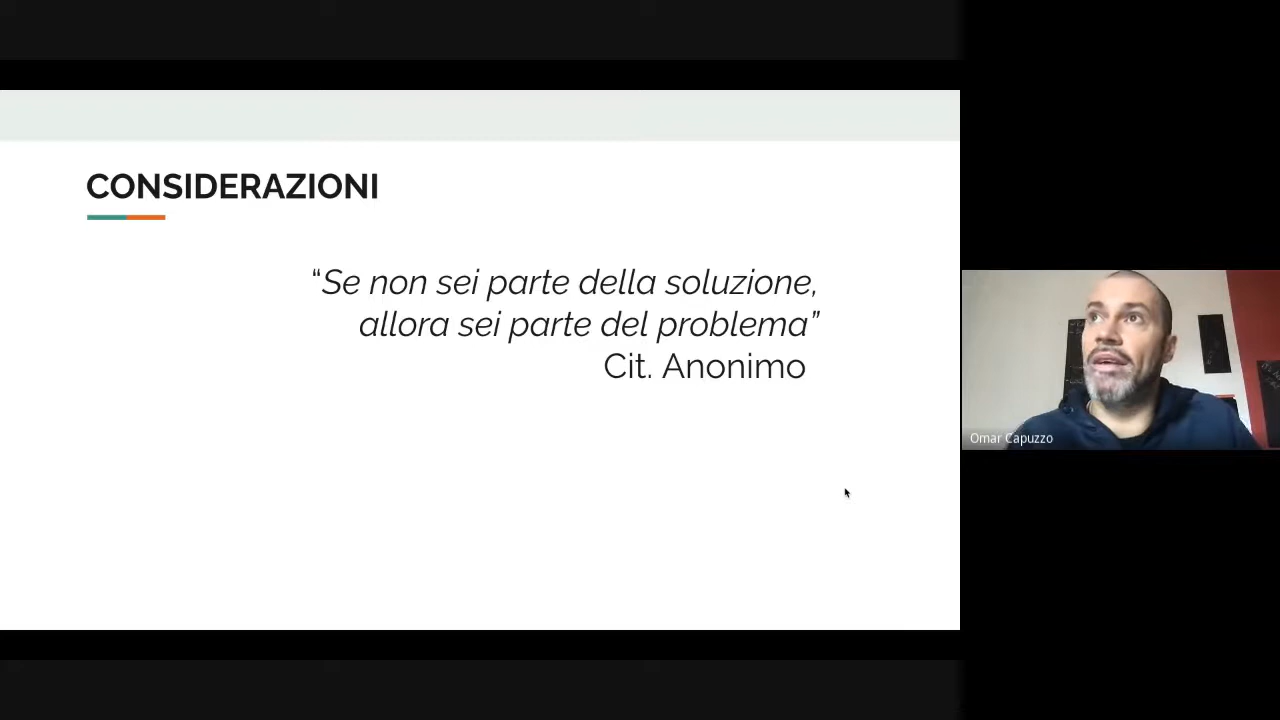 CONSIDERAZIONI
“Se non sei parte della soluzione,
allora sei parte del problema”
Cit. Anonimo
Omar Capuzzo